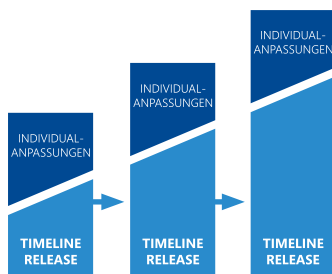 INDIVIDUAL-
ANPASSUNGEN
TIMELINE
RELEASE
INDIVIDUAL-
ANPASSUNGEN
TIMELINE
RELEASE
INDIVIDUAL-
ANPASSUNGEN
TIMELINE
RELEASE